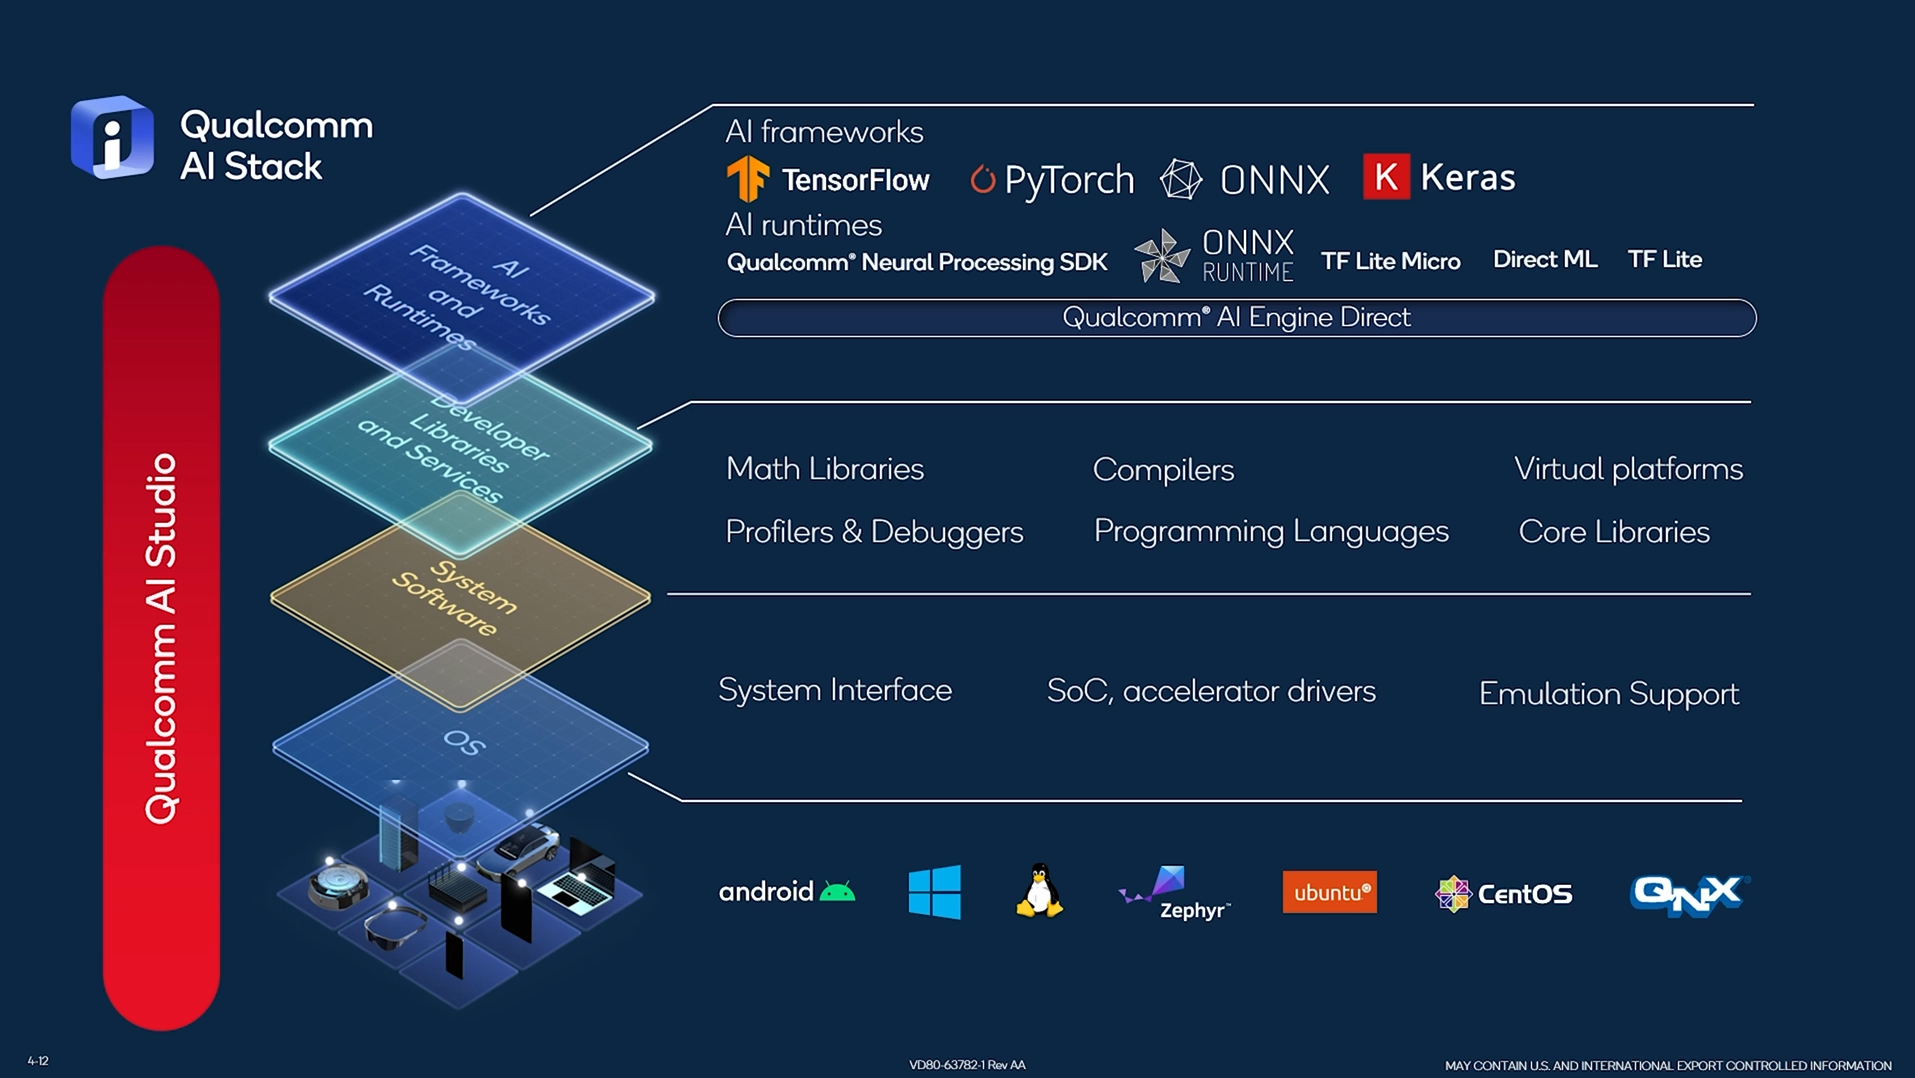 Qualcomm
AI Stack
Qualcomm AI Studio
AI
Frameworks
and
Runtimes
Developer
Libraries
and Services
System
Software
OS
AI frameworks
TensorFlow
PyTorch
ONNX
K Keras
AI runtimes
Qualcomm® Neural Processing SDK
ONNX
RUNTIME
TF Lite Micro
Direct ML
TF Lite
Qualcomm® AI Engine Direct
Math Libraries
Compilers
Virtual platforms
Profilers & Debuggers
Programming Languages
Core Libraries
System Interface
SoC, accelerator drivers
Emulation Support
android
Zephyr™
ubuntu®
CentOS
QNX®
4-12
VD80-63782-1 Rev AA
MAY CONTAIN U.S. AND INTERNATIONAL EXPORT CONTROLLED INFORMATION